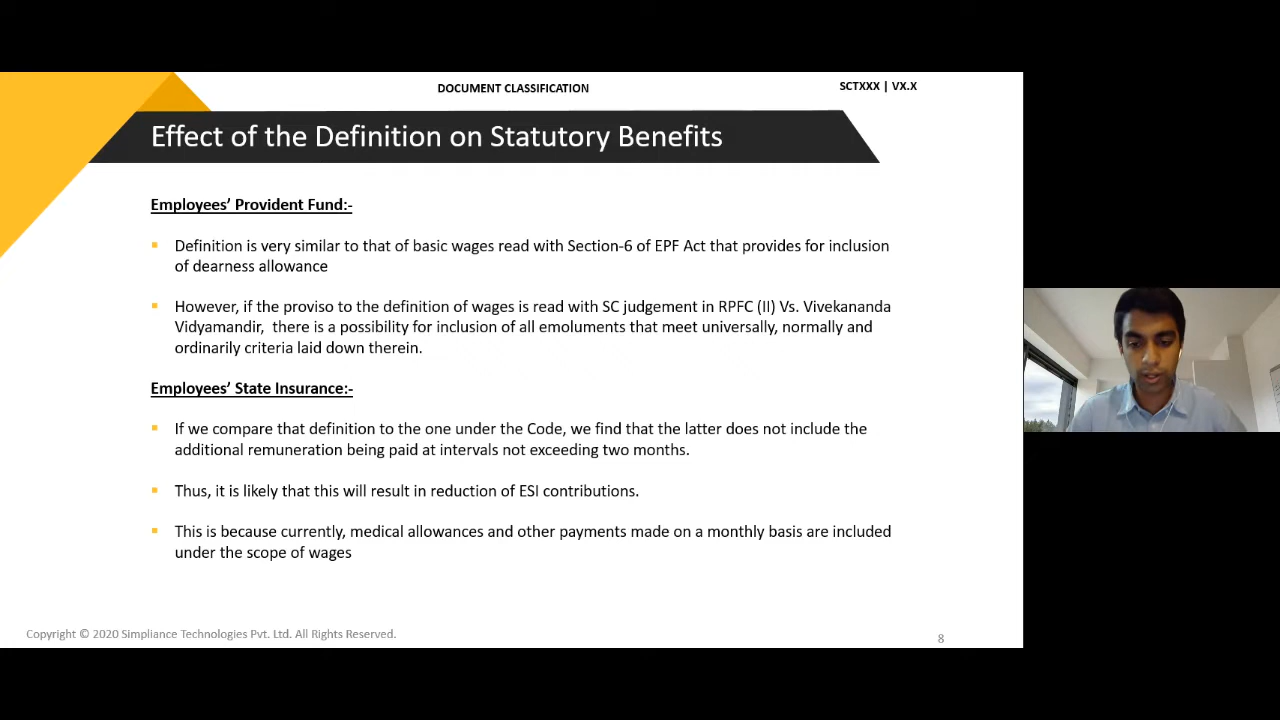 DOCUMENT CLASSIFICATION
SCTXXX | VX.X
Effect of the Definition on Statutory Benefits
Employees’ Provident Fund:-
▪ Definition is very similar to that of basic wages read with Section-6 of EPF Act that provides for inclusion
of dearness allowance
▪ However, if the proviso to the definition of wages is read with SC judgement in RPFC (II) Vs. Vivekananda
Vidyamandir, there is a possibility for inclusion of all emoluments that meet universally, normally and
ordinarily criteria laid down therein.
Employees’ State Insurance:-
▪ If we compare that definition to the one under the Code, we find that the latter does not include the
additional remuneration being paid at intervals not exceeding two months.
▪ Thus, it is likely that this will result in reduction of ESI contributions.
▪ This is because currently, medical allowances and other payments made on a monthly basis are included
under the scope of wages
Copyright © 2020 Simpliance Technologies Pvt. Ltd. All Rights Reserved.
8